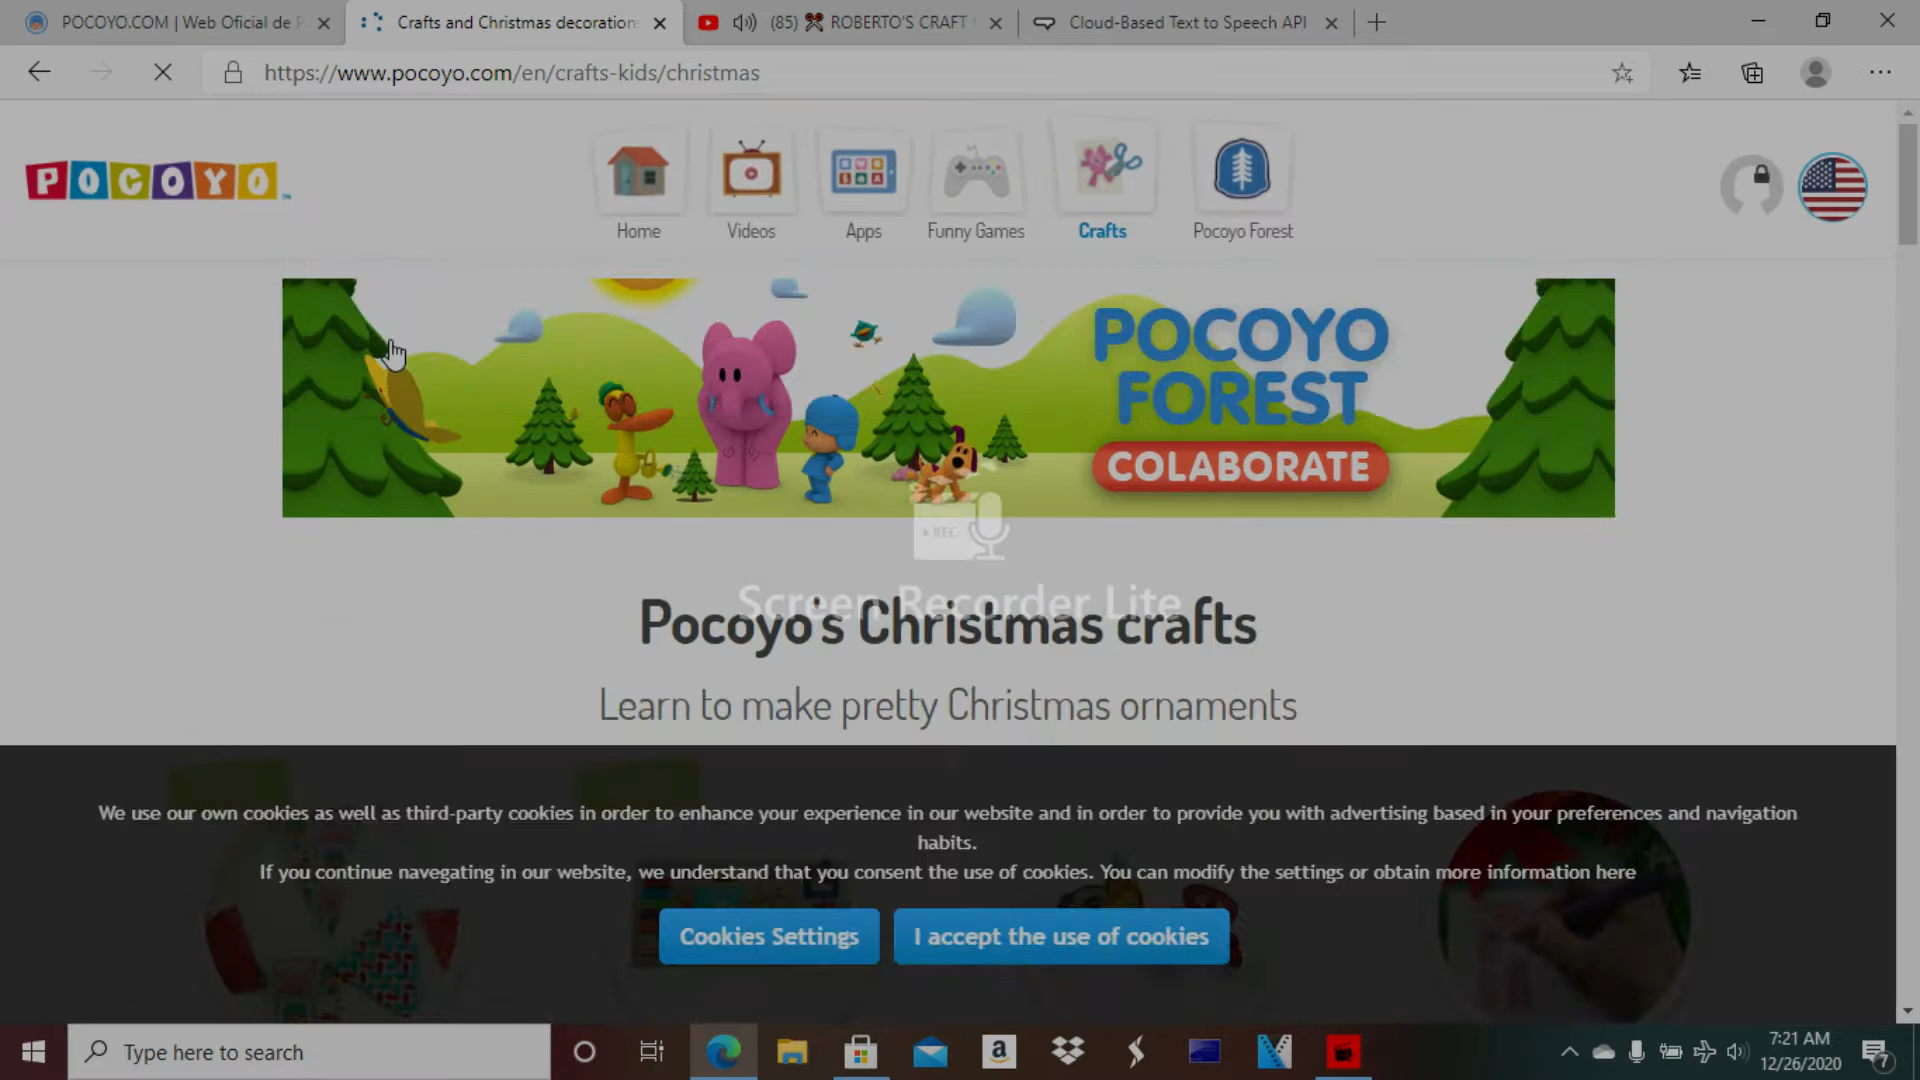 POCOYO.COM | Web Oficial de P
Crafts and Christmas decorations
(85) ROBERTO'S CRAFT
Cloud-Based Text to Speech API
https://www.pocoyo.com/en/crafts-kids/christmas
POCOYO
Home
Videos
Apps
Funny Games
Crafts
Pocoyo Forest
POCOYO
FOREST
COLABORATE
REC
Screen Recorder Lite
Pocoyo's Christmas crafts
Learn to make pretty Christmas ornaments
We use our own cookies as well as third-party cookies in order to enhance your experience in our website and in order to provide you with advertising based in your preferences and navigation
habits.
If you continue navegating in our website, we understand that you consent the use of cookies. You can modify the settings or obtain more information here
Cookies Settings
I accept the use of cookies
Type here to search
a
7:21 AM
12/26/2020
7